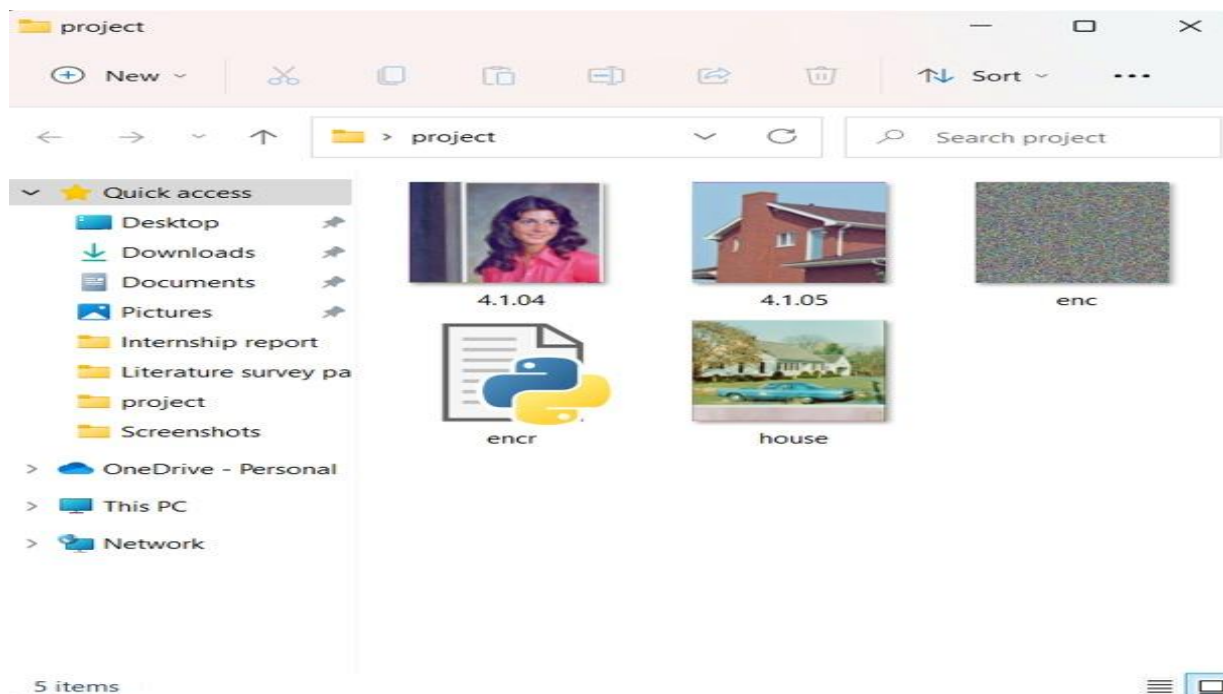 project
New
Sort
project
Search project
Quick access
Desktop
Downloads
Documents
Pictures
Internship report
Literature survey pa
project
Screenshots
OneDrive - Personal
This PC
Network
4.1.04
4.1.05
enc
encr
house
5 items